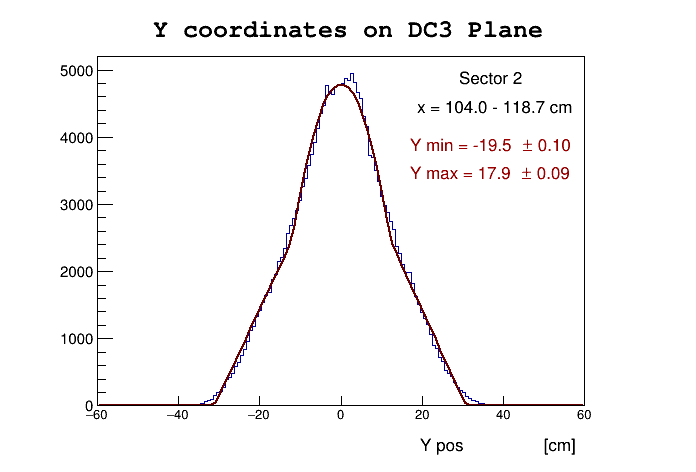 Y coordinates on DC3 Plane
Sector 2
x = 104.0 - 118.7 cm
Y min = -19.5 ± 0.10
Y max = 17.9 ± 0.09
5000
4000
3000
2000
1000
0
−60 −40 −20 0 20 40 60
Y pos [cm]